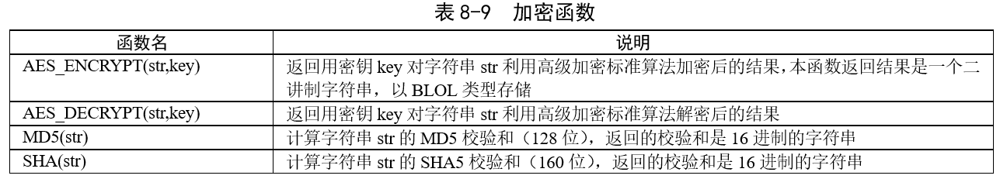 表 8-9 加密函数
函数名 说明
AES_ENCRYPT(str,key) 返回用密钥 key 对字符串 str 利用高级加密标准算法加密后的结果，本函数返回结果是一个二
讲制字符串，以 BLOL 类型存储
AES_DECRYPT(str,key) 返回用密钥 key 对字符串 str 利用高级加密标准算法解密后的结果
MD5(str) 计算字符串 str 的 MD5 校验和（128 位），返回的校验和是 16 进制的字符串
SHA(str) 计算字符串 str 的 SHA5 校验和（160 位），返回的校验和是 16 进制的字符串